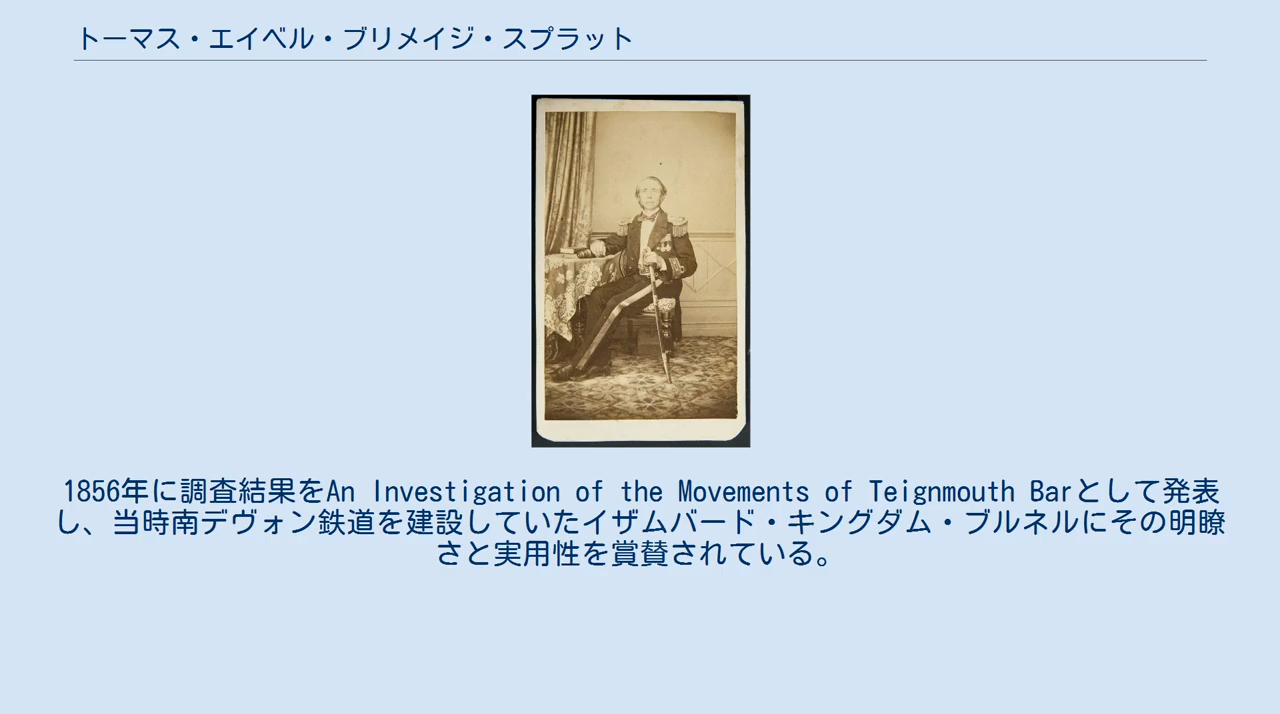 トーマス・エイベル・ブリメイジ・スプラット
1856年に調査結果をAn Investigation of the Movements of Teignmouth Barとして発表
し、当時南デヴォン鉄道を建設していたイザムバード・キングダム・ブルネルにその明瞭
さと実用性を賞賛されている。